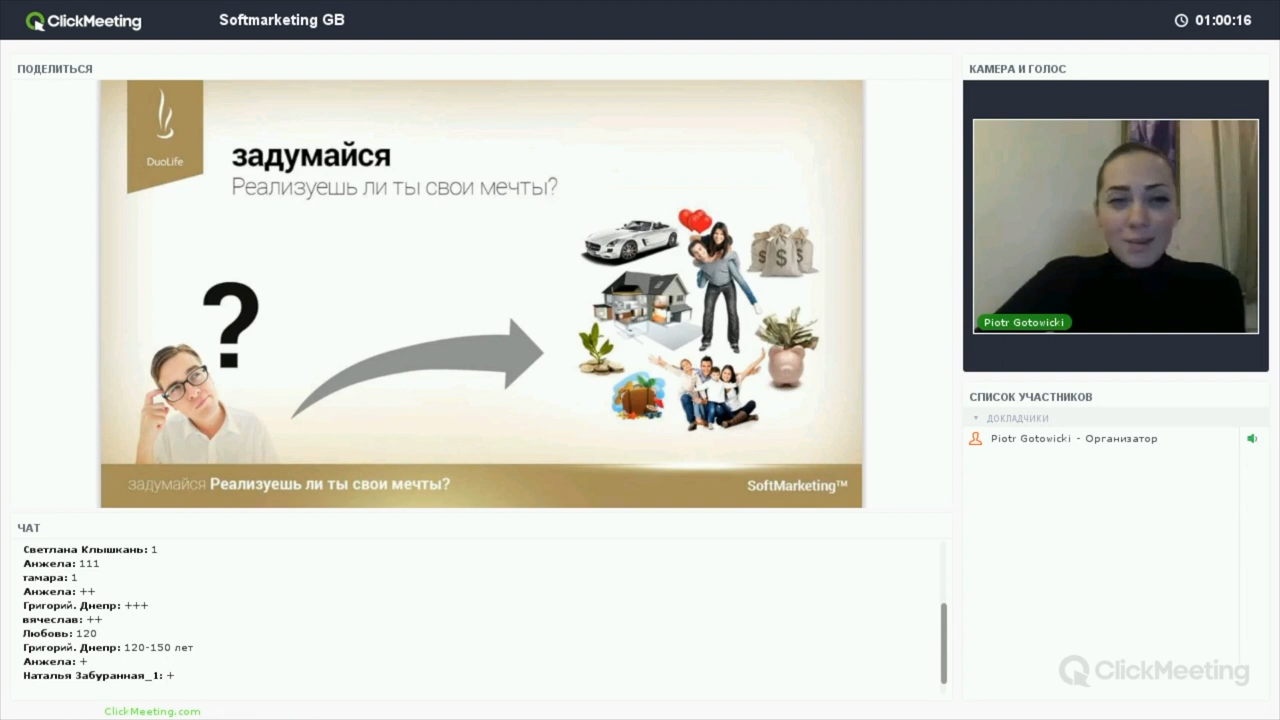 ClickMeeting
Softmarketing GB
01:00:16
ПОДЕЛИТЬСЯ
DuoLife
задумайся
Реализуешь ли ты свои мечты?
?
$ $ $
задумайся Реализуешь ли ты свои мечты?
SoftMarketing™
КАМЕРА И ГОЛОС
Piotr Gotowicki
СПИСОК УЧАСТНИКОВ
ДОКЛАДЧИКИ
Piotr Gotowicki - Организатор
ЧАТ
Светлана Клышкань: 1
Анжела: 111
тамара: 1
Анжела: ++
Григорий. Днепр: +++
вячеслав: ++
Любовь: 120
Григорий. Днепр: 120-150 лет
Анжела: +
Наталья Забуранная_1: +
ClickMeeting
ClickMeeting.com